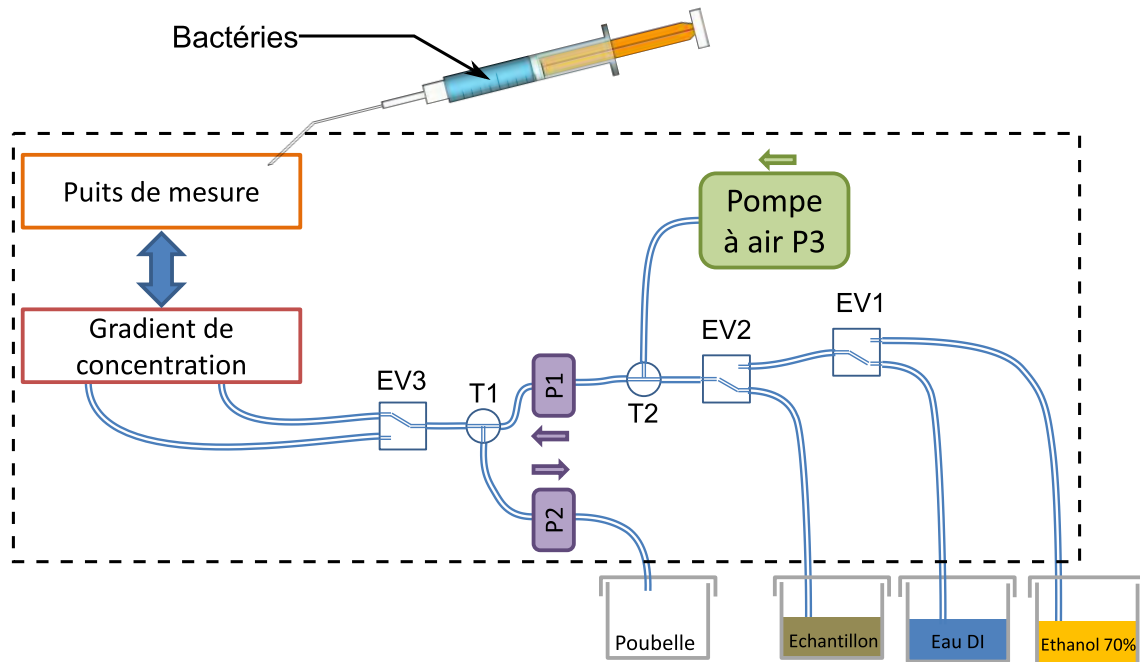 Bactéries
Puits de mesure
Pompe
à air P3
Gradient de
concentration
EV1
EV2
EV3
T1
P1
T2
P2
Poubelle
Echantillon
Eau DI
Ethanol 70%